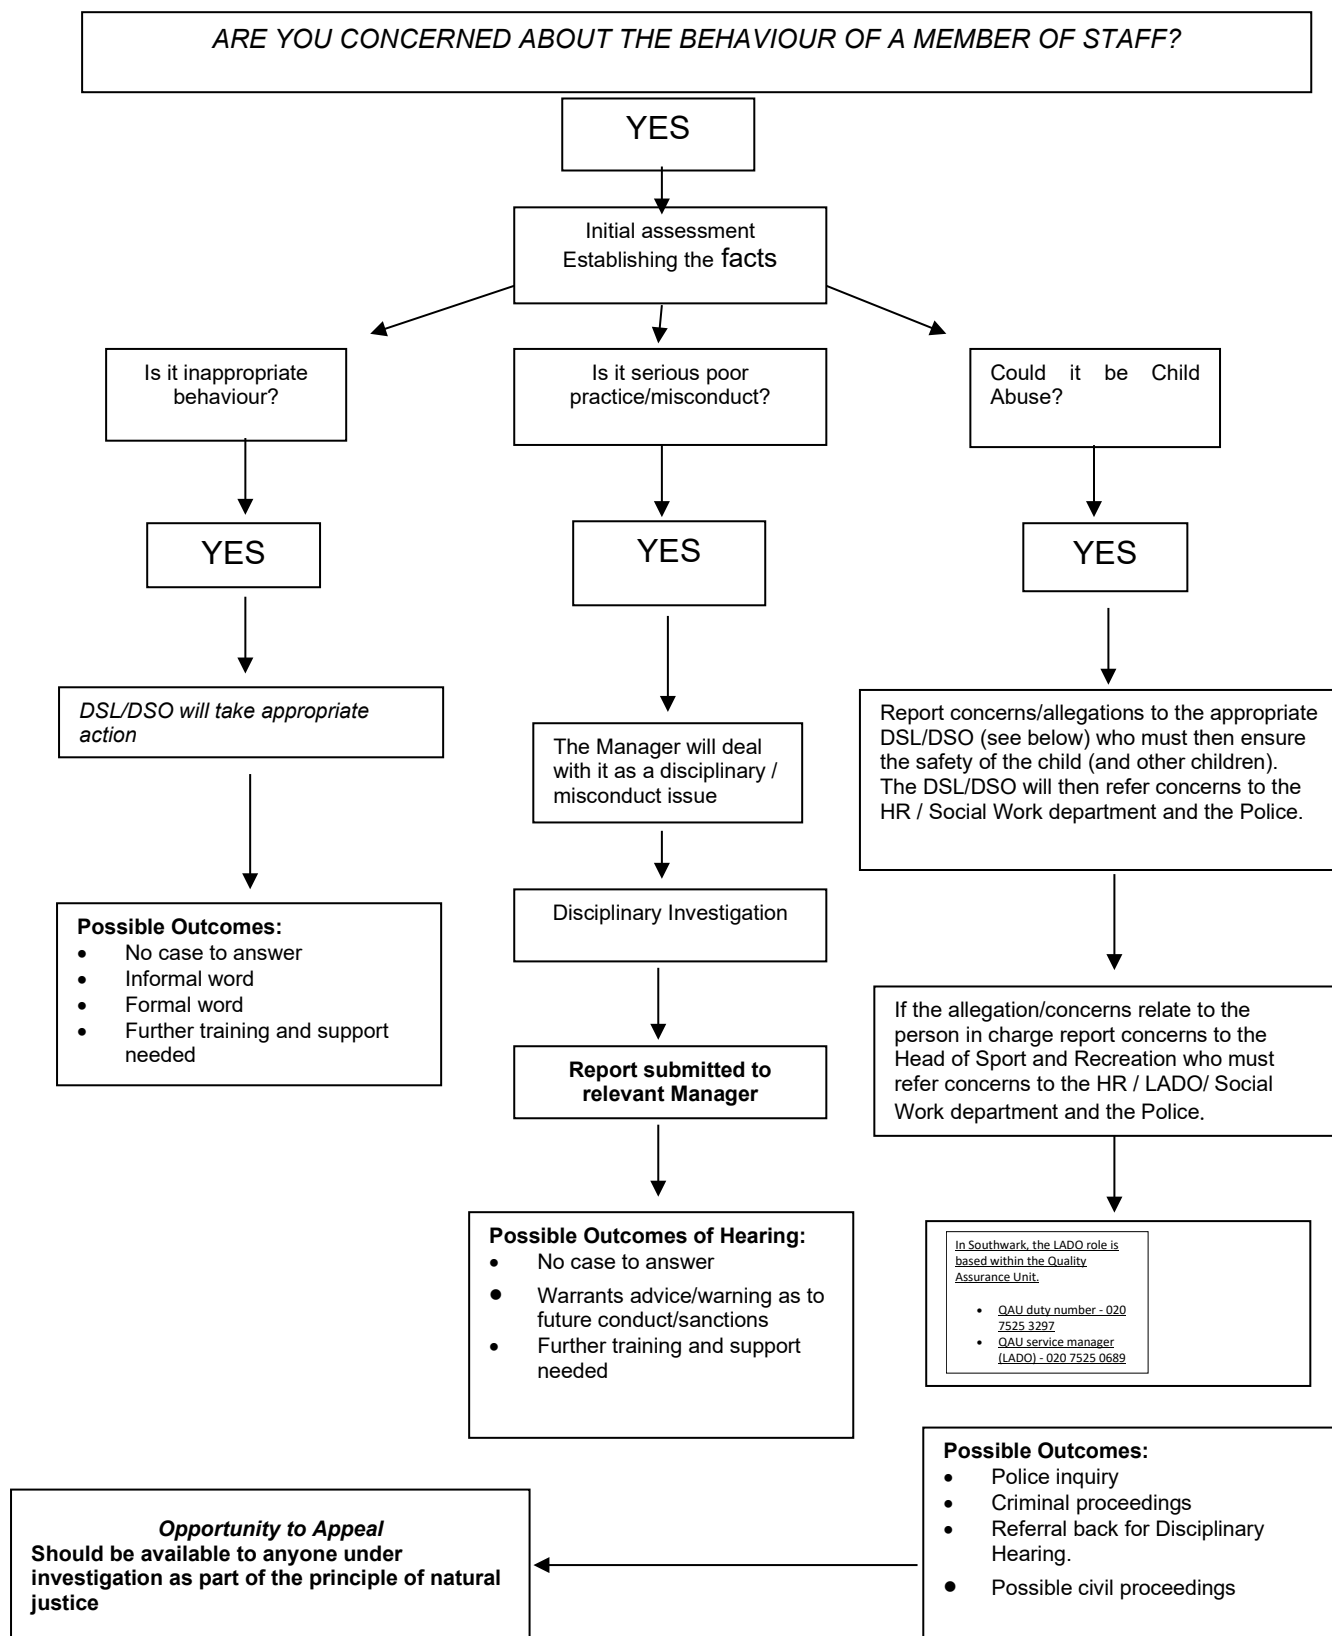 ARE YOU CONCERNED ABOUT THE BEHAVIOUR OF A MEMBER OF STAFF?
YES
Initial assessment
Establishing the facts
Is it inappropriate
behaviour?
Is it serious poor
practice/misconduct?
Could it be Child
Abuse?
YES
YES
YES
DSL/DSO will take appropriate
action
The Manager will deal
with it as a disciplinary /
misconduct issue
Report concerns/allegations to the appropriate
DSL/DSO (see below) who must then ensure
the safety of the child (and other children).
The DSL/DSO will then refer concerns to the
HR / Social Work department and the Police.
Possible Outcomes:
• No case to answer
• Informal word
• Formal word
• Further training and support
needed
Disciplinary Investigation
If the allegation/concerns relate to the
person in charge report concerns to the
Head of Sport and Recreation who must
refer concerns to the HR / LADO/ Social
Work department and the Police.
Report submitted to
relevant Manager
Possible Outcomes of Hearing:
• No case to answer
• Warrants advice/warning as to
future conduct/sanctions
• Further training and support
needed
In Southwark, the LADO role is
based within the Quality
Assurance Unit.
• QAU duty number - 020
7525 3297
• QAU service manager
(LADO) - 020 7525 0689
Possible Outcomes:
• Police inquiry
• Criminal proceedings
• Referral back for Disciplinary
Hearing.
• Possible civil proceedings
Opportunity to Appeal
Should be available to anyone under
investigation as part of the principle of natural
justice